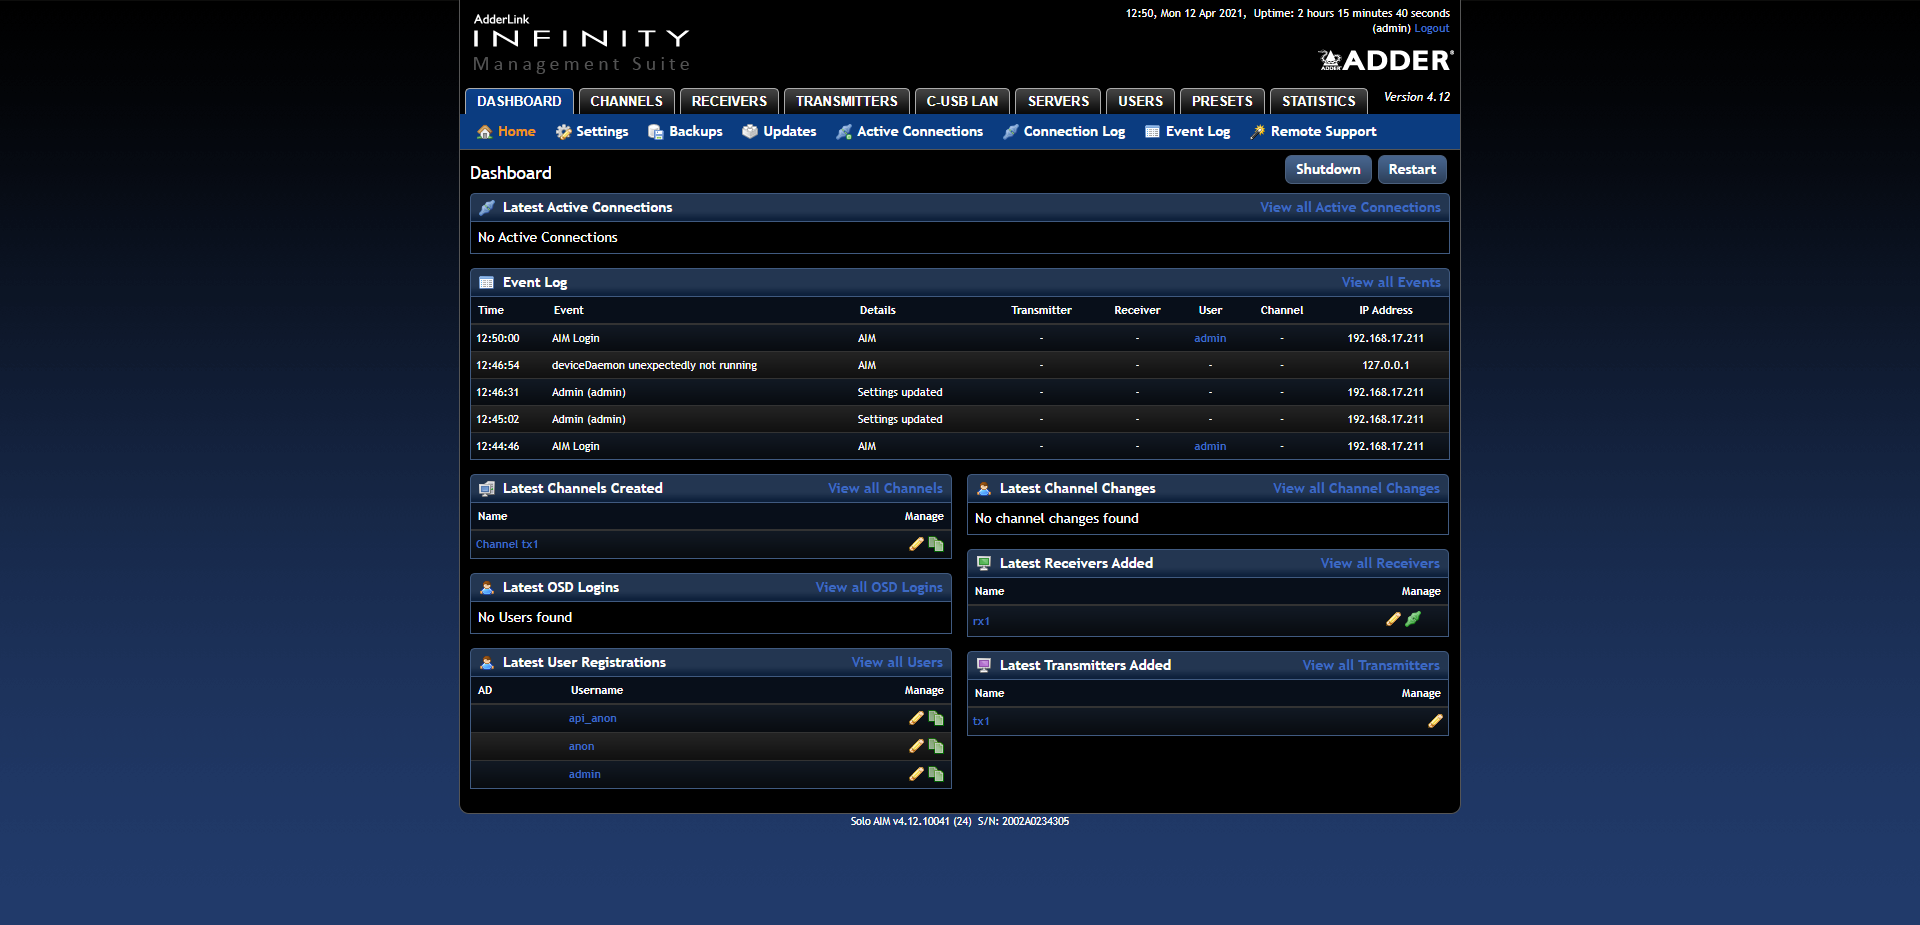 AdderLink
INFINITY
Management Suite
12:50, Mon 12 Apr 2021, Uptime: 2 hours 15 minutes 40 seconds
(admin) Logout
ADDER
ADDER®
Version 4.12
DASHBOARD CHANNELS RECEIVERS TRANSMITTERS C-USB LAN SERVERS USERS PRESETS STATISTICS
Home Settings Backups Updates Active Connections Connection Log Event Log Remote Support
Dashboard Shutdown Restart
Latest Active Connections View all Active Connections
No Active Connections
Event Log View all Events
Time Event Details Transmitter Receiver User Channel IP Address
12:50:00 AIM Login AIM - - admin - 192.168.17.211
12:46:54 deviceDaemon unexpectedly not running AIM - - - - 127.0.0.1
12:46:31 Admin (admin) Settings updated - - - - 192.168.17.211
12:45:02 Admin (admin) Settings updated - - - - 192.168.17.211
12:44:46 AIM Login AIM - - admin - 192.168.17.211
Latest Channels Created View all Channels
Name Manage
Channel tx1
Latest OSD Logins View all OSD Logins
No Users found
Latest User Registrations View all Users
AD Username Manage
api_anon
anon
admin
Latest Channel Changes View all Channel Changes
No channel changes found
Latest Receivers Added View all Receivers
Name Manage
rx1
Latest Transmitters Added View all Transmitters
Name Manage
tx1
Solo AIM v4.12.10041 (24) S/N: 2002A0234305